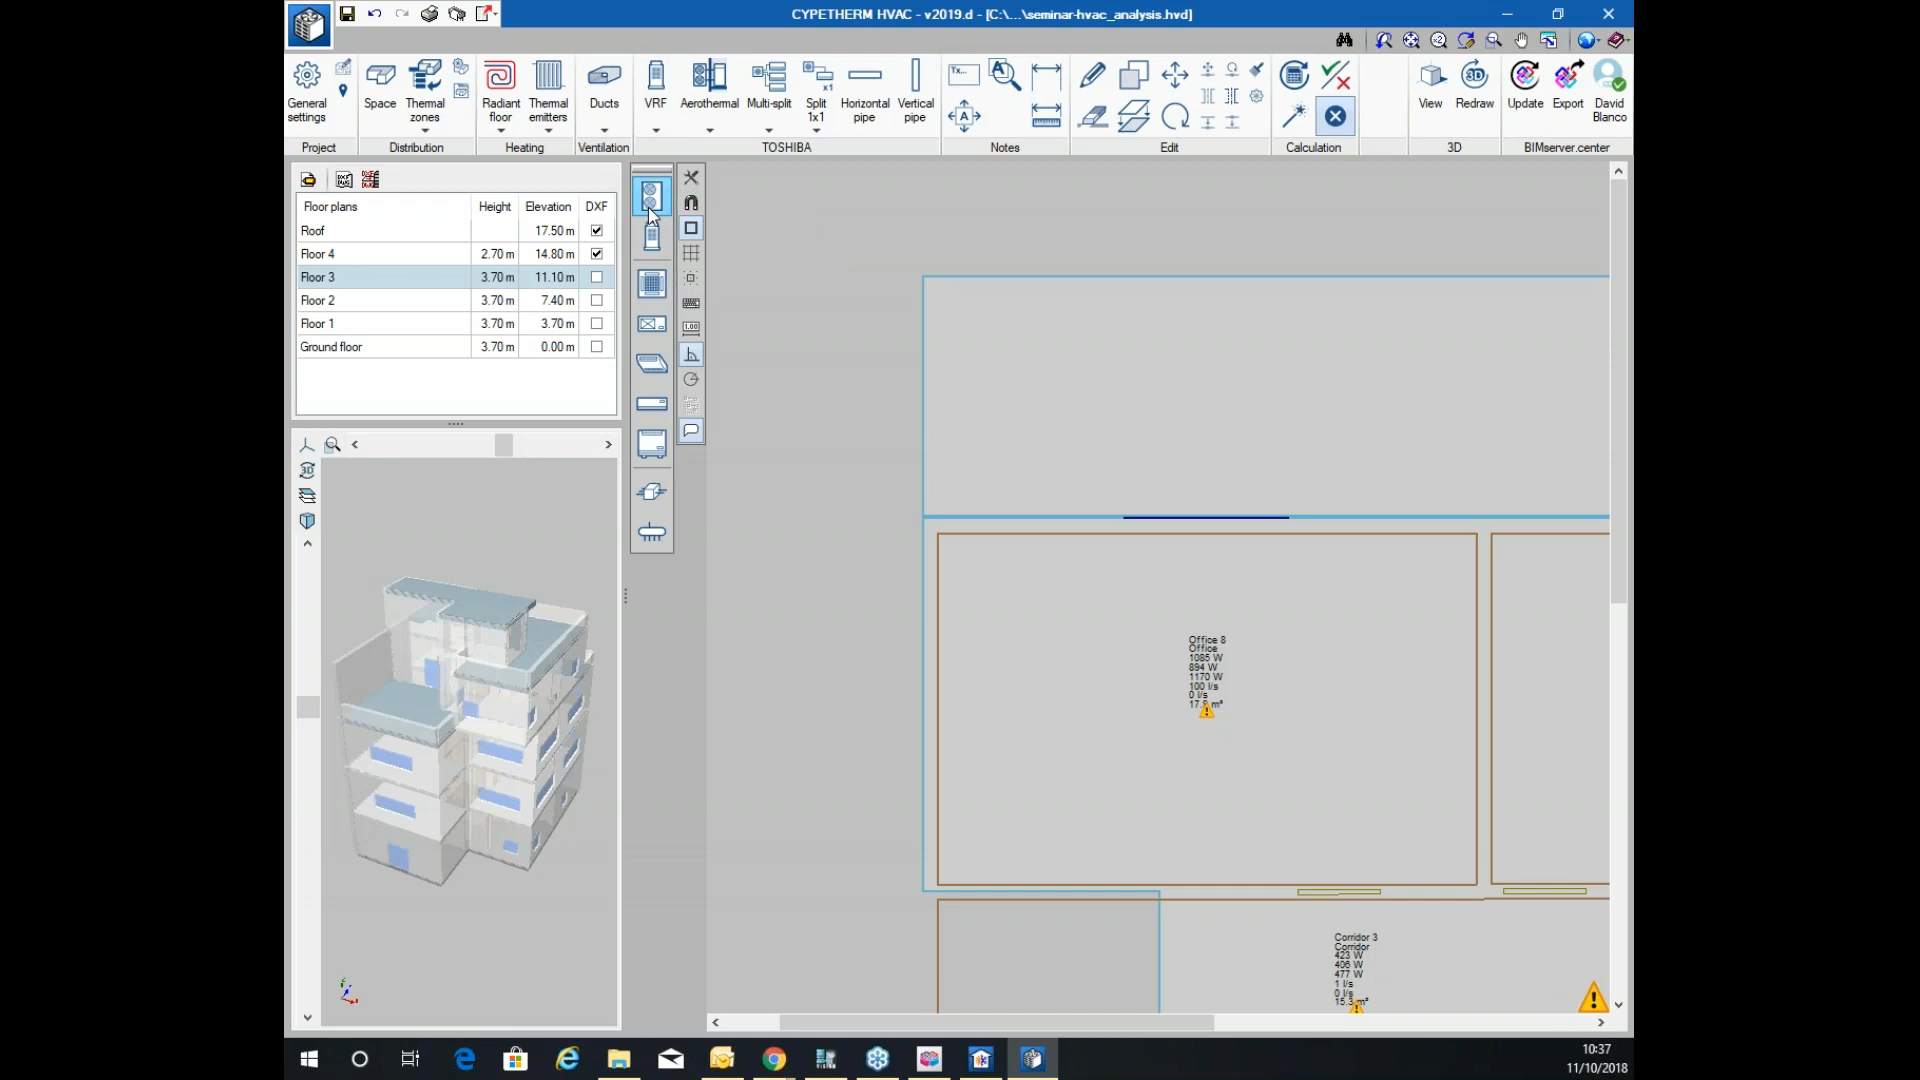 CYPETHERM HVAC - v2019.d - [C:\...\seminar-hvac_analysis.hvd]
General settings
Space
Thermal zones
Radiant floor
Thermal emitters
Ducts
VRF
Aerothermal
Multi-split
Split 1x1
Horizontal pipe
Vertical pipe
View
Redraw
Update
Export
David Blanco
Project
Distribution
Heating
Ventilation
TOSHIBA
Notes
Edit
Calculation
3D
BIMserver.center
Floor plans Height Elevation DXF
Roof 17.50 m
Floor 4 2.70 m 14.80 m
Floor 3 3.70 m 11.10 m
Floor 2 3.70 m 7.40 m
Floor 1 3.70 m 3.70 m
Ground floor 3.70 m 0.00 m
Office 8
Office
1085 W
894 W
1170 W
100 l/s
0 l/s
Corridor 3
Corridor
423 W
406 W
477 W
1 l/s
0 l/s
10:37
11/10/2018